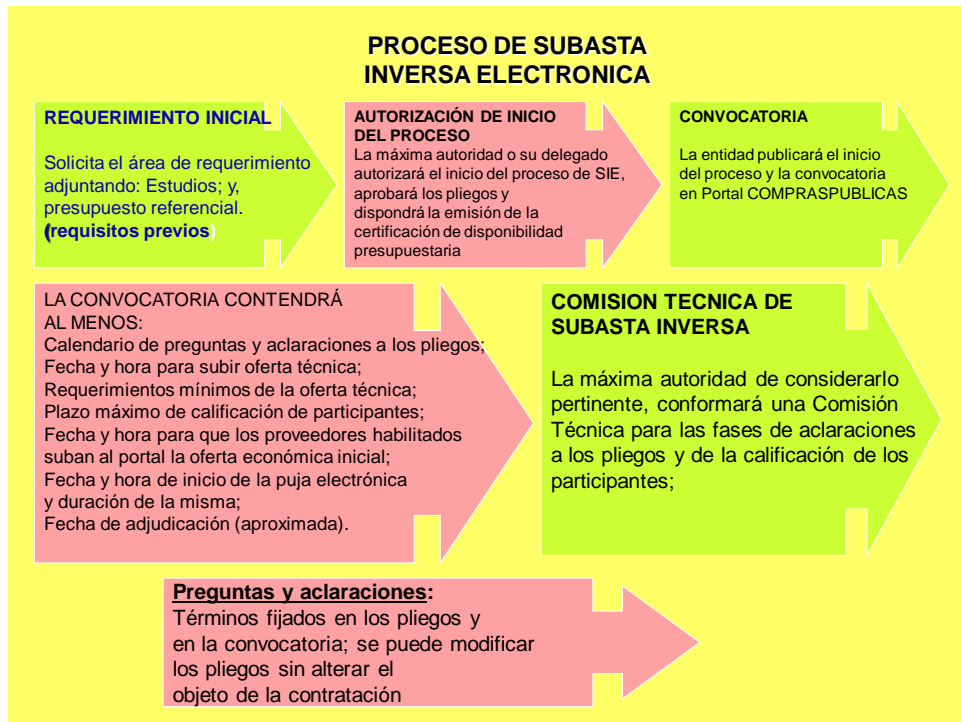 PROCESO DE SUBASTA
INVERSA ELECTRONICA
REQUERIMIENTO INICIAL
Solicita el área de requerimiento
adjuntando: Estudios; y,
presupuesto referencial.
(requisitos previos)
AUTORIZACIÓN DE INICIO
DEL PROCESO
La máxima autoridad o su delegado
autorizará el inicio del proceso de SIE,
aprobará los pliegos y
dispondrá la emisión de la
certificación de disponibilidad
presupuestaria
CONVOCATORIA
La entidad publicará el inicio
del proceso y la convocatoria
en Portal COMPRASPUBLICAS
LA CONVOCATORIA CONTENDRÁ
AL MENOS:
Calendario de preguntas y aclaraciones a los pliegos;
Fecha y hora para subir oferta técnica;
Requerimientos mínimos de la oferta técnica;
Plazo máximo de calificación de participantes;
Fecha y hora para que los proveedores habilitados
suban al portal la oferta económica inicial;
Fecha y hora de inicio de la puja electrónica
y duración de la misma;
Fecha de adjudicación (aproximada).
COMISION TECNICA DE
SUBASTA INVERSA
La máxima autoridad de considerarlo
pertinente, conformará una Comisión
Técnica para las fases de aclaraciones
a los pliegos y de la calificación de los
participantes;
Preguntas y aclaraciones:
Términos fijados en los pliegos y
en la convocatoria; se puede modificar
los pliegos sin alterar el
objeto de la contratación